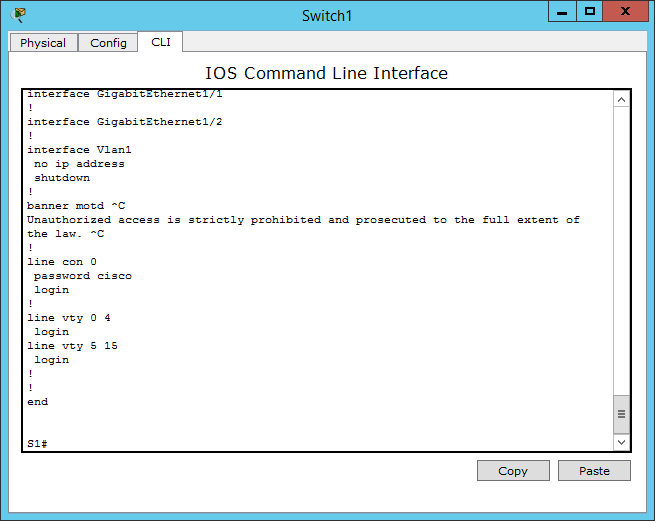 Switch1
Physical
Config
CLI
IOS Command Line Interface
interface GigabitEthernet1/1
!
interface GigabitEthernet1/2
!
interface Vlan1
no ip address
shutdown
!
banner motd ^C
Unauthorized access is strictly prohibited and prosecuted to the full extent of
the law. ^C
!
line con 0
password cisco
login
!
line vty 0 4
login
line vty 5 15
login
!
!
end
S1#
Copy
Paste